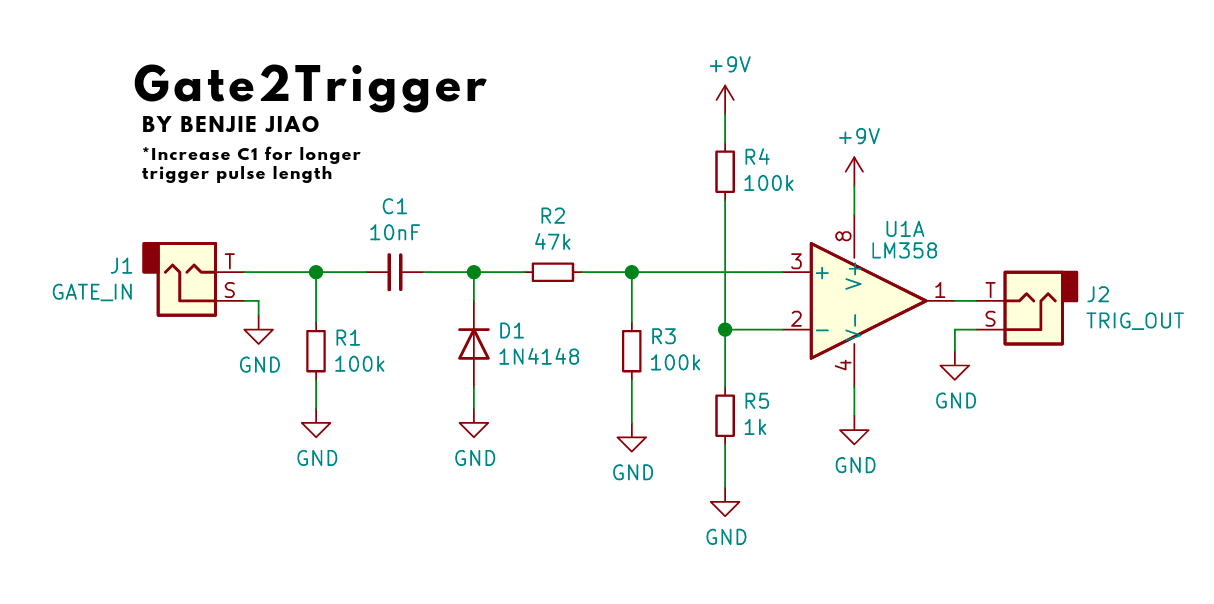 Gate2Trigger
BY BENJIE JIAO
*Increase C1 for longer
trigger pulse length
+9V
+9V
R4
100k
C1
10nF
R2
47k
8
U1A
LM358
J1
GATE_IN
T
S
GND
3
+
V+
2
−
V−
1
4
T
S
J2
TRIG_OUT
GND
R1
100k
D1
1N4148
R3
100k
R5
1k
GND
GND
GND
GND
GND